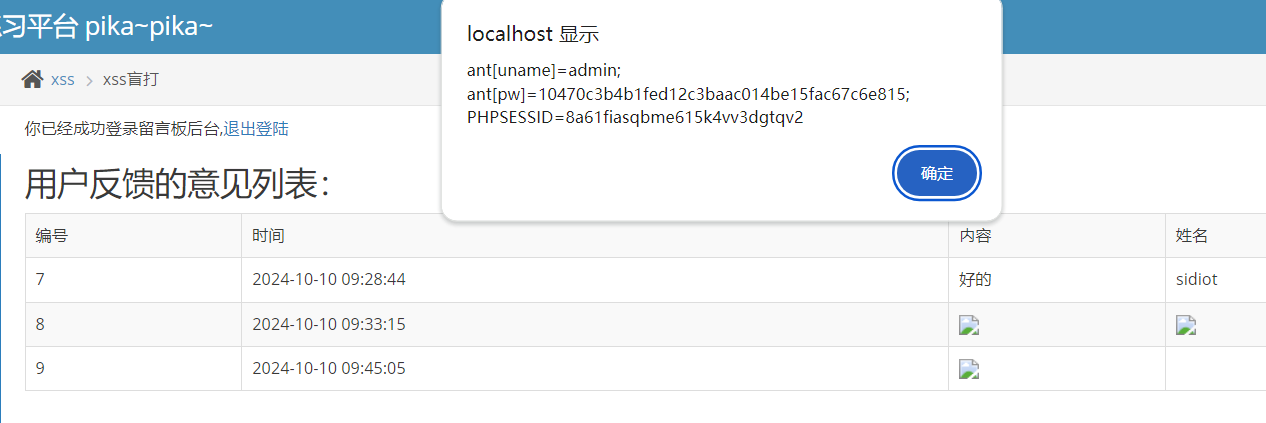 习平台 pika~pika~
localhost 显示
ant[uname]=admin;
ant[pw]=10470c3b4b1fed12c3baac014be15fac67c6e815;
PHPSESSID=8a61fiasqbme615k4vv3dgtqv2
确定
xss > xss盲打
你已经成功登录留言板后台,退出登陆
用户反馈的意见列表：
编号 时间 内容 姓名
7 2024-10-10 09:28:44 好的 sidiot
8 2024-10-10 09:33:15
9 2024-10-10 09:45:05